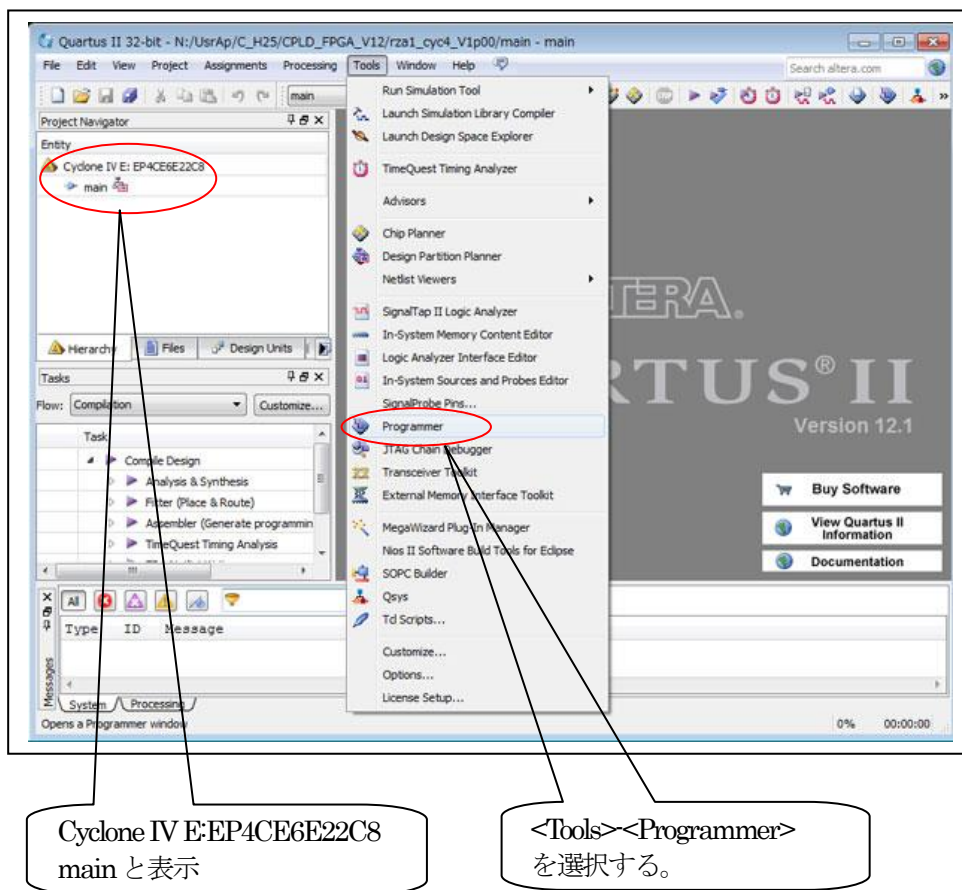 Quartus II 32-bit - N:/UsrAp/C_H25/CPLD_FPGA_V12/rza1_cyc4_V1p00/main - main
File Edit View Project Assignments Processing Tools Window Help
Search altera.com
main
Project Navigator
Entity
Cyclone IV E: EP4CE6E22C8
main
Hierarchy Files Design Units
Tasks
Flow: Compilation Customize...
Task
Compile Design
Analysis & Synthesis
Fitter (Place & Route)
Assembler (Generate programmin
TimeQuest Timing Analysis
Run Simulation Tool
Launch Simulation Library Compiler
Launch Design Space Explorer
TimeQuest Timing Analyzer
Advisors
Chip Planner
Design Partition Planner
Netlist Viewers
SignalTap II Logic Analyzer
In-System Memory Content Editor
Logic Analyzer Interface Editor
In-System Sources and Probes Editor
SignalProbe Pins...
Programmer
JTAG Chain Debugger
Transceiver Toolkit
External Memory Interface Toolkit
MegaWizard Plug-In Manager
Nios II Software Build Tools for Eclipse
SOPC Builder
Qsys
Tcl Scripts...
Customize...
Options...
License Setup...
TERA.
RTUS® II
Version 12.1
Buy Software
View Quartus II
Information
Documentation
All
Type ID Message
Messages
System Processing
Opens a Programmer window
0% 00:00:00
Cyclone IV E:EP4CE6E22C8
main と表示
<Tools>-<Programmer>
を選択する。